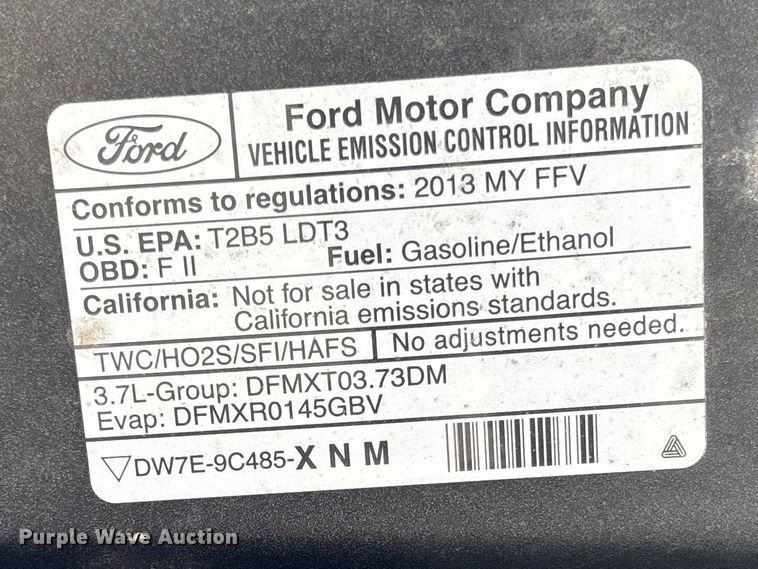 Ford
Ford Motor Company
VEHICLE EMISSION CONTROL INFORMATION
Conforms to regulations: 2013 MY FFV
U.S. EPA: T2B5 LDT3
OBD: F II
Fuel: Gasoline/Ethanol
California: Not for sale in states with
California emissions standards.
TWC/HO2S/SFI/HAFS
No adjustments needed.
3.7L-Group: DFMXT03.73DM
Evap: DFMXR0145GBV
DW7E-9C485-X N M
Purple Wave Auction